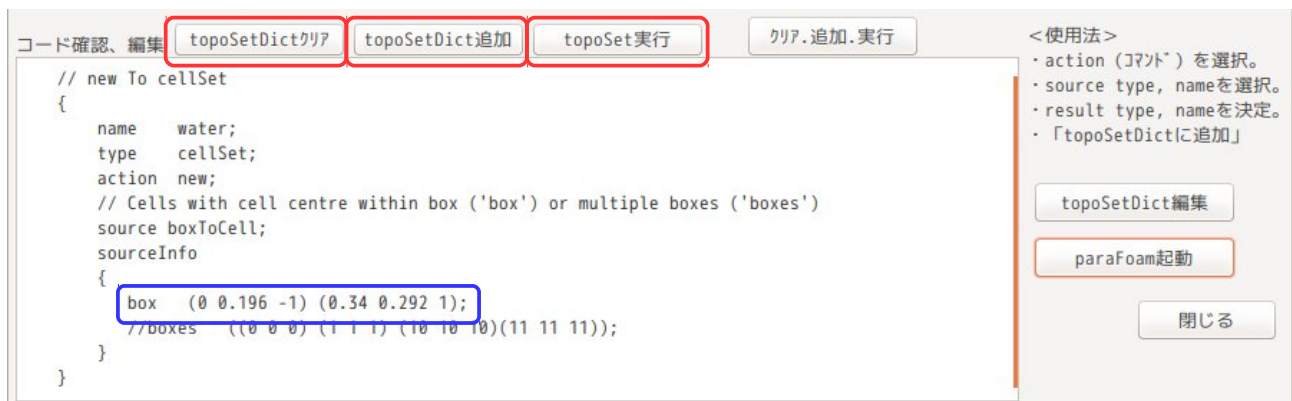 コード確認、編集 topoSetDictｸﾘｱ topoSetDict追加 topoSet実行 ｸﾘｱ.追加.実行
// new To cellSet
{
name water;
type cellSet;
action new;
// Cells with cell centre within box ('box') or multiple boxes ('boxes')
source boxToCell;
sourceInfo
{
box (0 0.196 -1) (0.34 0.292 1);
//boxes ((0 0 0) (1 1 1) (10 10 10)(11 11 11));
}
}
<使用法>
・action (ｺﾏﾝﾄﾞ) を選択。
・source type, nameを選択。
・result type, nameを決定。
・「topoSetDictに追加」
topoSetDict編集
paraFoam起動
閉じる